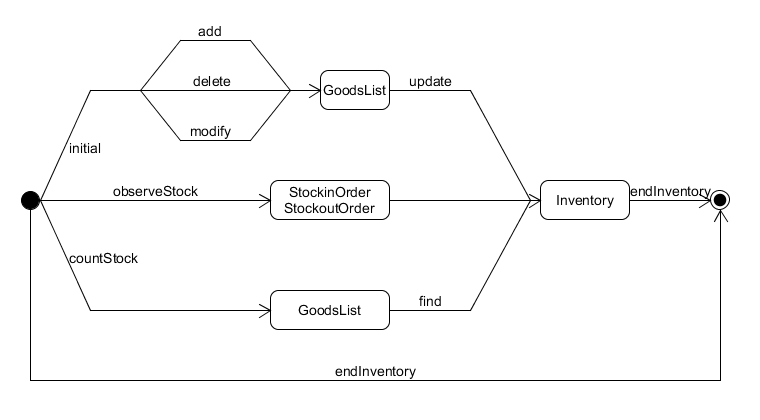 add
delete
GoodsList
update
modify
initial
observeStock
StockinOrder
StockoutOrder
Inventory
endInventory
countStock
GoodsList
find
endInventory